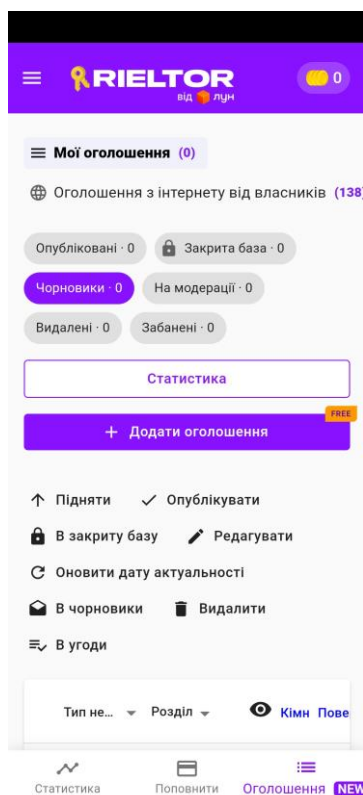 RIELTOR
від лун
0
Мої оголошення (0)
Оголошення з інтернету від власників (138)
Опубліковані · 0 Закрита база · 0
Чорновики · 0 На модерації · 0
Видалені · 0 Забанені · 0
Статистика
FREE
+ Додати оголошення
Підняти Опублікувати
В закриту базу Редагувати
Оновити дату актуальності
В чорновики Видалити
В угоди
Тип не... Розділ Кімн Пове
Статистика Поповнити Оголошення NEW